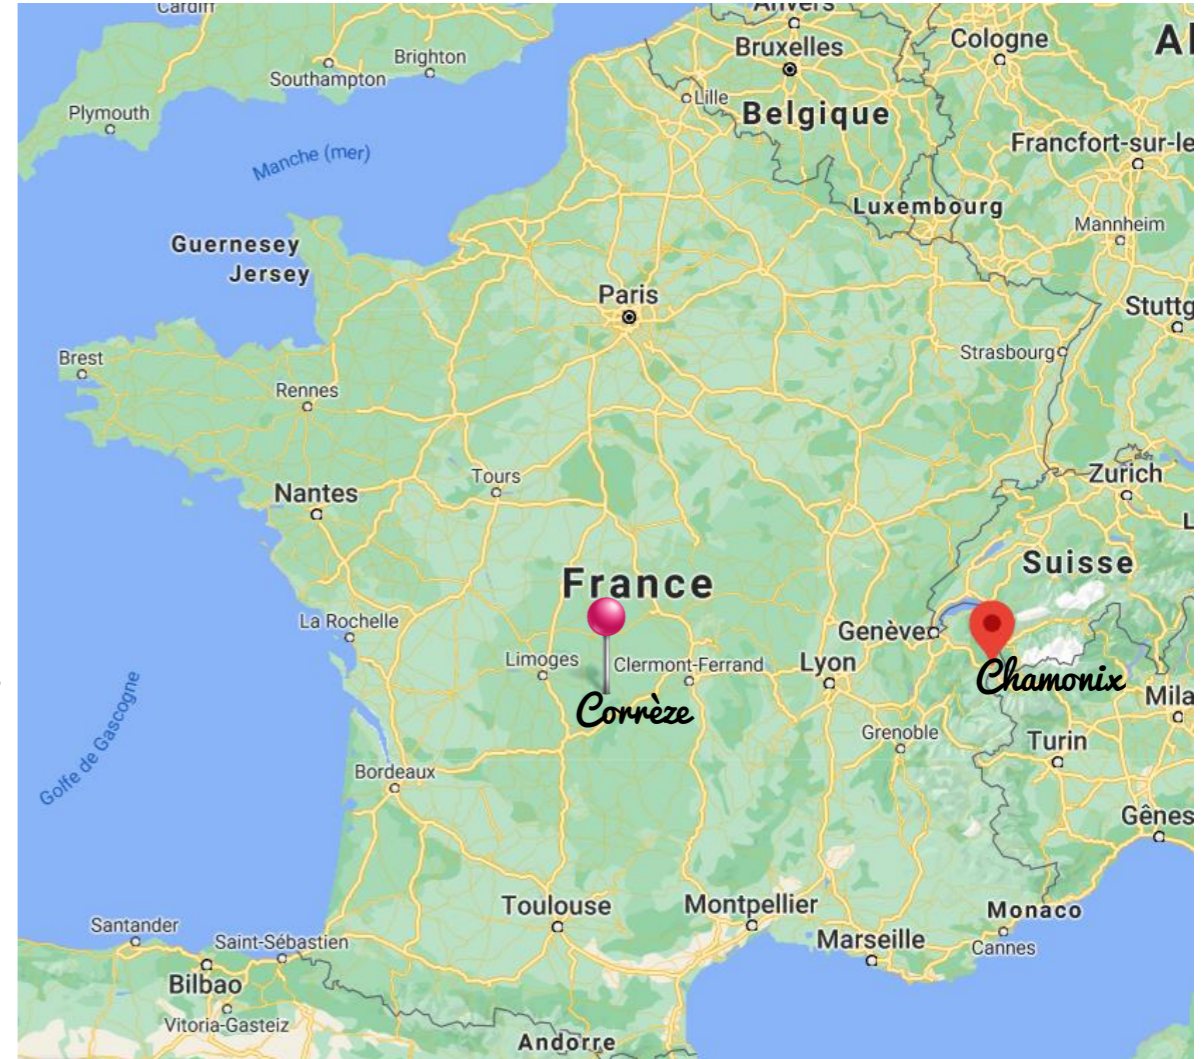 Cardiff
Anvers
Bruxelles
Cologne
Al
Brighton
Southampton
Lille
Plymouth
Belgique
Francfort-sur-le
Manche (mer)
Luxembourg
Mannheim
Guernesey
Jersey
Paris
Stuttg
Strasbourg
Brest
Rennes
Zurich
Tours
Nantes
L
Suisse
France
La Rochelle
Genève
Limoges
Clermont-Ferrand
Lyon
Chamonix
Corrèze
Mila
Grenoble
Turin
Golfe de Gascogne
Bordeaux
Gênes
Toulouse
Montpellier
Monaco
Santander
Saint-Sébastien
Marseille
Cannes
Bilbao
Vitoria-Gasteiz
Andorre